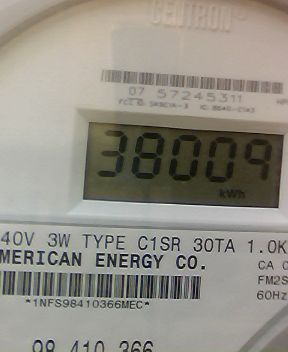 CENTRON®
07 57245311
38009
kWh
40V 3W TYPE C1SR 30TA 1.0K
MERICAN ENERGY CO.
CA
FM2S
60Hz
*1NFS98410366MEC*
98 410 366